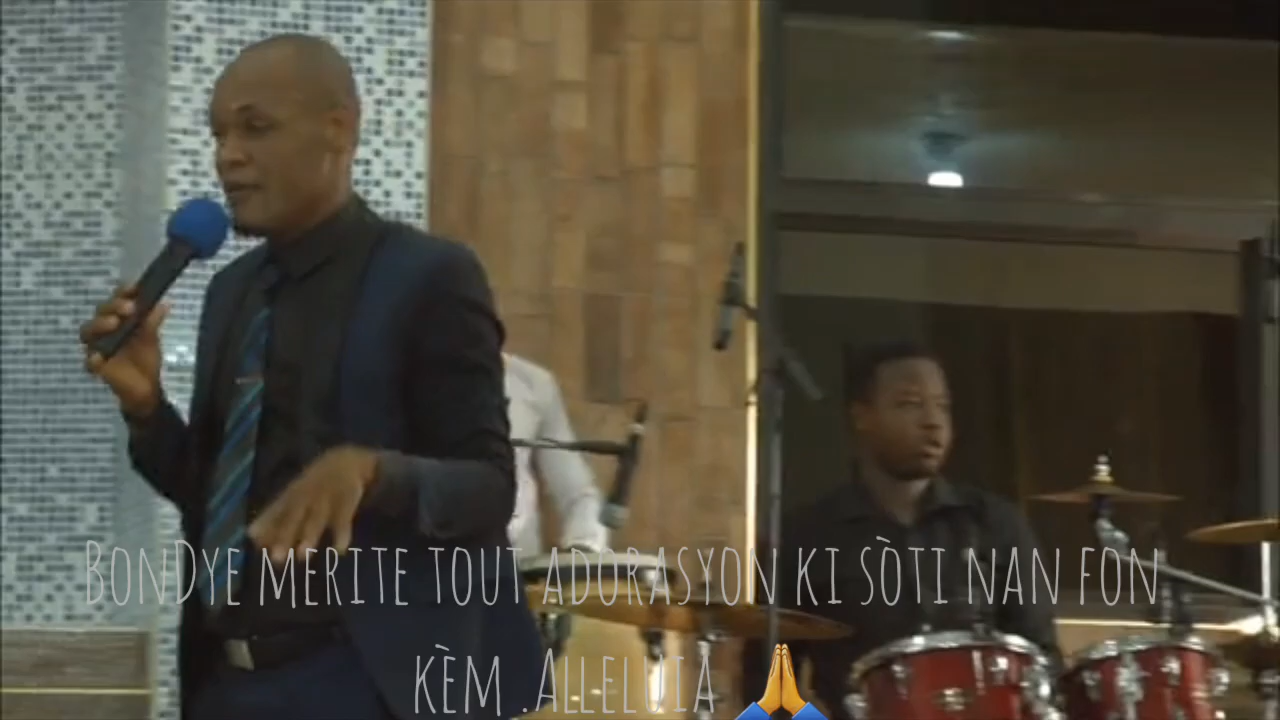 BonDye merite tout adorasyon ki sòti nan fon
kèm .Alleluia 🙏